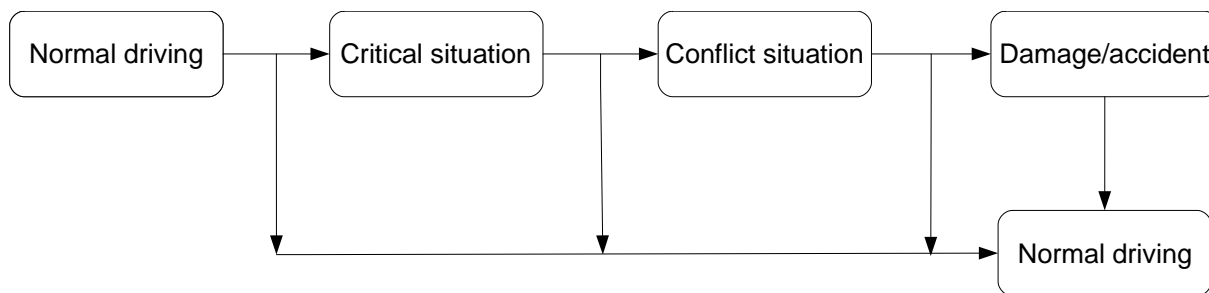 Normal driving
Critical situation
Conflict situation
Damage/accident
Normal driving